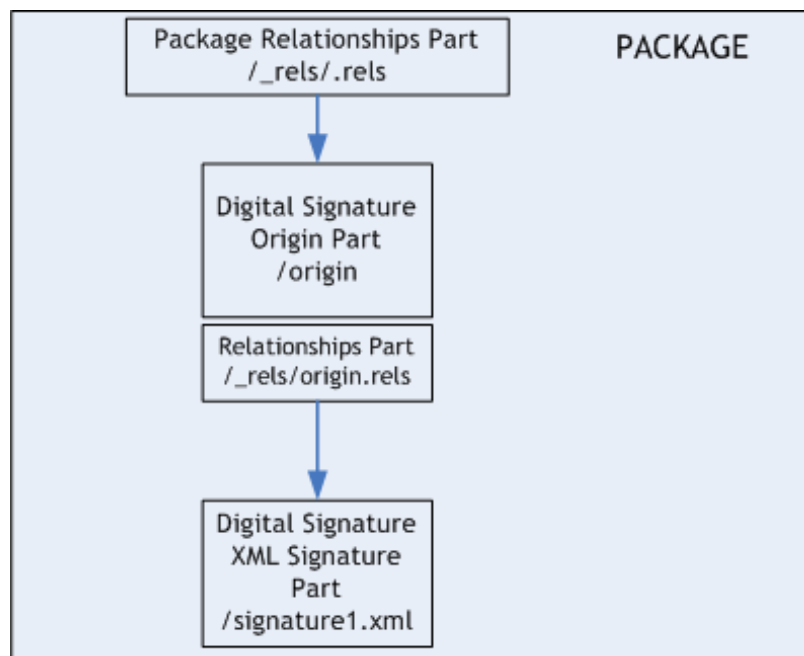 Package Relationships Part
/_rels/.rels
PACKAGE
Digital Signature
Origin Part
/origin
Relationships Part
/_rels/origin.rels
Digital Signature
XML Signature
Part
/signature1.xml